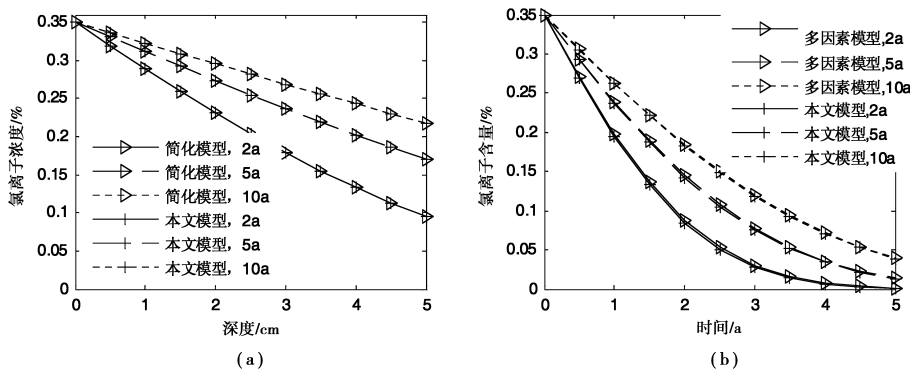 0.35
0.3
0.25
0.2
0.15
0.1
0.05
0
氯离子浓度/%
简化模型，2a
简化模型，5a
简化模型，10a
本文模型，2a
本文模型，5a
本文模型，10a
0 1 2 3 4 5
深度/cm
(a)
0.35
0.3
0.25
0.2
0.15
0.1
0.05
0
氯离子含量/%
多因素模型,2a
多因素模型,5a
多因素模型,10a
本文模型,2a
本文模型,5a
本文模型,10a
0 1 2 3 4 5
时间/a
(b)